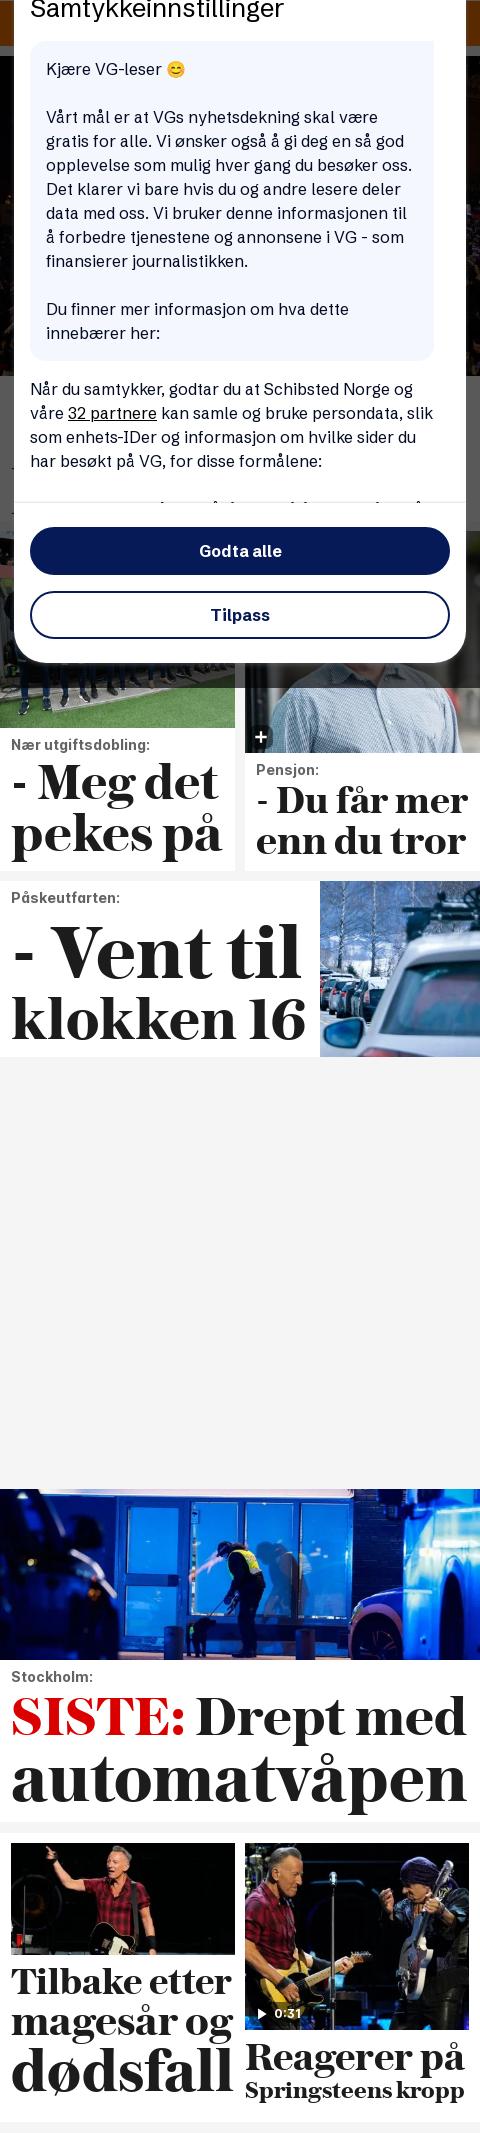 Samtykkeinnstillinger
Kjære VG-leser 😊
Vårt mål er at VGs nyhetsdekning skal være
gratis for alle. Vi ønsker også å gi deg en så god
opplevelse som mulig hver gang du besøker oss.
Det klarer vi bare hvis du og andre lesere deler
data med oss. Vi bruker denne informasjonen til
å forbedre tjenestene og annonsene i VG - som
finansierer journalistikken.
Du finner mer informasjon om hva dette
innebærer her:
Når du samtykker, godtar du at Schibsted Norge og
våre 32 partnere kan samle og bruke persondata, slik
som enhets-IDer og informasjon om hvilke sider du
har besøkt på VG, for disse formålene:
Godta alle
Tilpass
Nær utgiftsdobling:
- Meg det
pekes på
Pensjon:
- Du får mer
enn du tror
Påskeutfarten:
- Vent til
klokken 16
Stockholm:
SISTE: Drept med
automatvåpen
Tilbake etter
magesår og
dødsfall
0:31
Reagerer på
Springsteens kropp